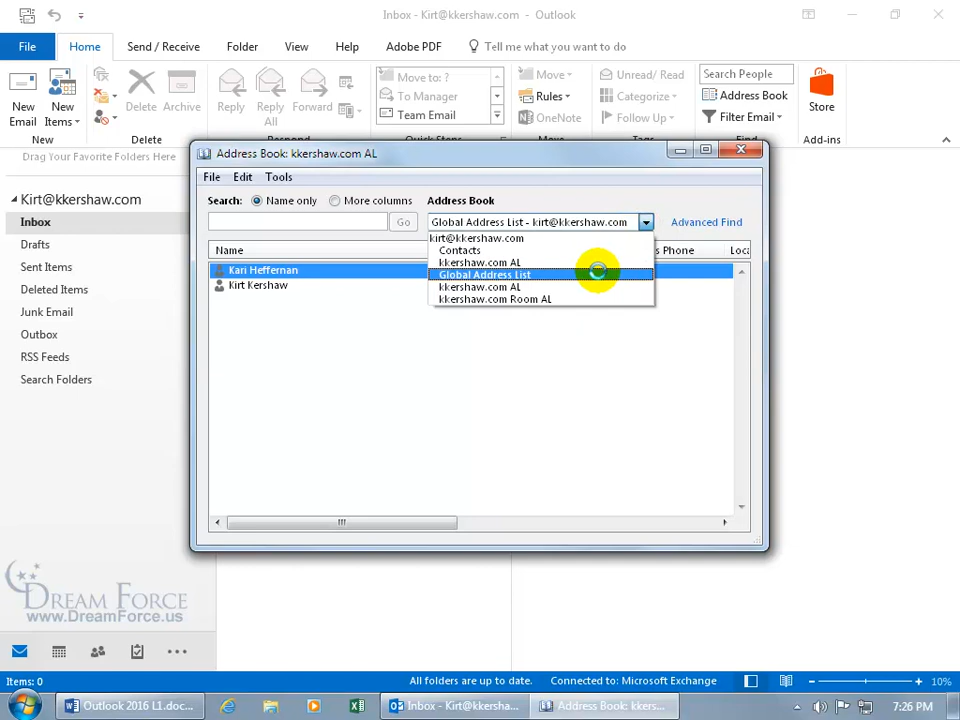 Inbox - Kirt@kkershaw.com - Outlook
File Home Send / Receive Folder View Help Adobe PDF Tell me what you want to do
New Email
New Items
Delete
Archive
Reply
Reply All
Forward
Move to: ?
To Manager
Team Email
Move
Rules
OneNote
Unread/ Read
Categorize
Follow Up
Search People
Address Book
Filter Email
Store
New Delete Respond Quick Steps Move Tags Find Add-ins
Drag Your Favorite Folders Here
Kirt@kkershaw.com
Inbox
Drafts
Sent Items
Deleted Items
Junk Email
Outbox
RSS Feeds
Search Folders
Address Book: kkershaw.com AL
File Edit Tools
Search: Name only More columns Address Book
Go Global Address List - kirt@kkershaw.com Advanced Find
Name Phone Loca
kirt@kkershaw.com
Contacts
kkershaw.com AL
Global Address List
kkershaw.com AL
kkershaw.com Room AL
Kari Heffernan
Kirt Kershaw
DREAM FORCE
www.DreamForce.us
Items: 0 All folders are up to date. Connected to: Microsoft Exchange 10%
Outlook 2016 L1.doc... Inbox - Kirt@kkersha... Address Book: kkers... 7:26 PM